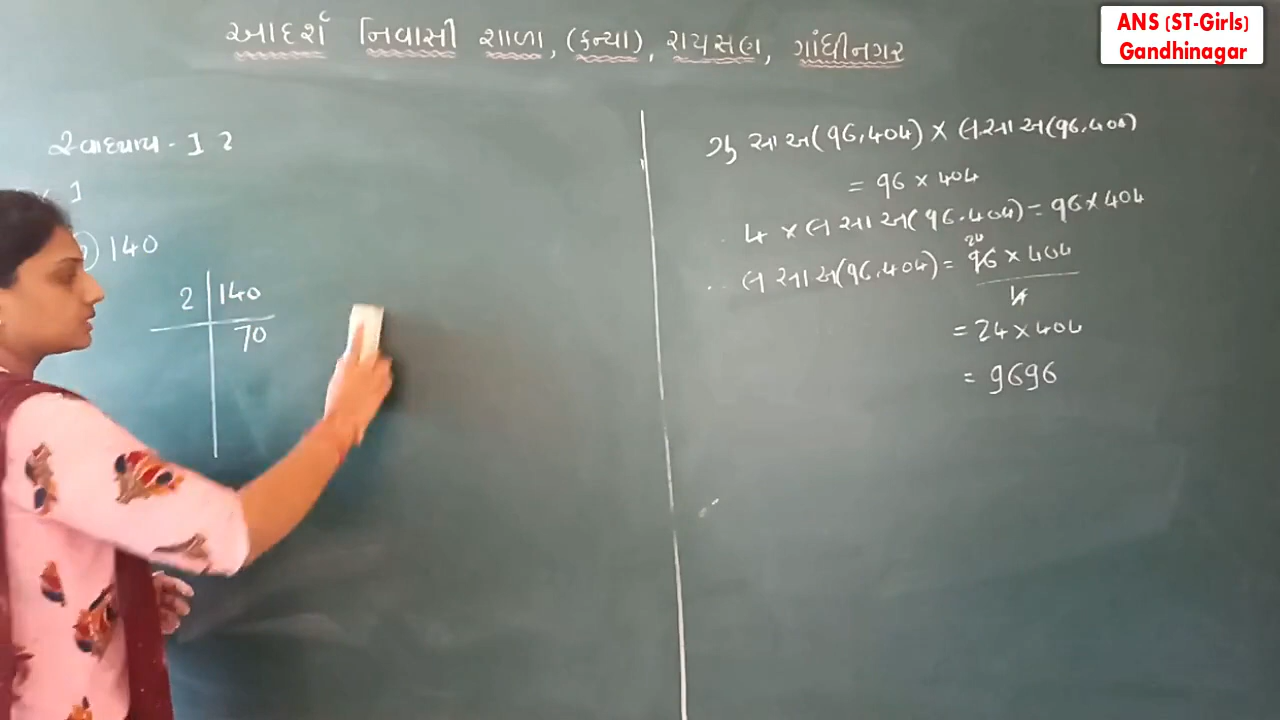 આદર્શ નિવાસી શાળા, (કન્યા), રાયસણ, ગાંધીનગર
ANS (ST-Girls)
Gandhinagar
સ્વાધ્યાય - 1 2
1
140
2 | 140
70
ગુ સા અ(96,404) × લ સા અ(96,404)
= 96 × 404
4 × લ સા અ(96,404) = 96 × 404
∴ લ સા અ(96,404) = 96 × 404
24
4
= 24 × 404
= 9696